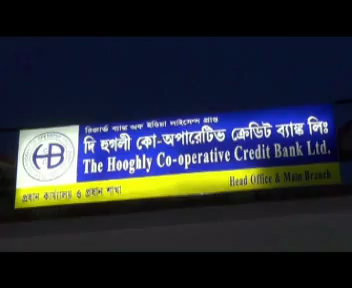 রিজার্ভ ব্যাঙ্ক অফ ইন্ডিয়া লাইসেন্স প্রাপ্ত
দি হুগলী কো-অপারেটিভ ক্রেডিট ব্যাঙ্ক লিঃ
The Hooghly Co-operative Credit Bank Ltd.
Head Office & Main Branch
প্রধান কার্য্যালয় ও প্রধান শাখা